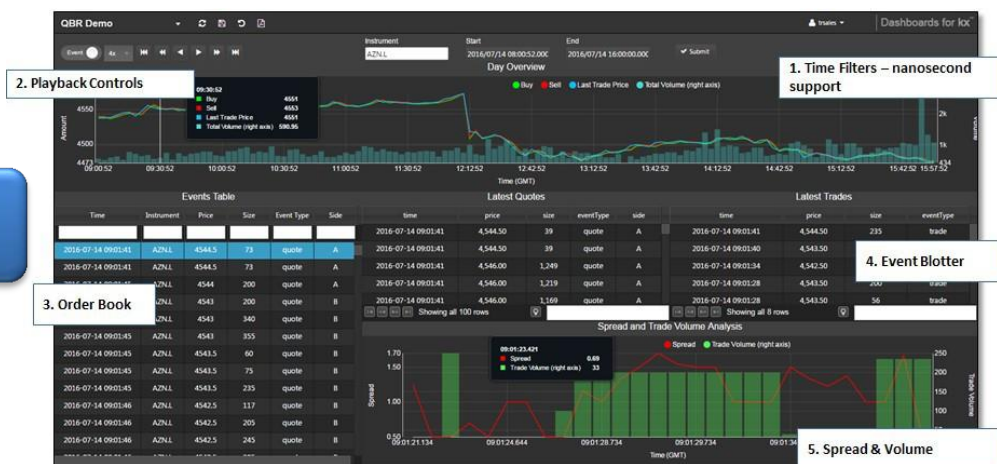 QBR Demo
trsales
Dashboards for kx
Event
4x
Instrument
AZN.L
Start
2016/07/14 08:00:52.00(
End
2016/07/14 16:00:00.00(
Submit
Day Overview
2. Playback Controls
1. Time Filters – nanosecond
support
Buy
Sell
Last Trade Price
Total Volume (right axis)
09:30:52
Buy 4551
Sell 4553
Last Trade Price 4551
Total Volume (right axis) 590.95
Amount
4550
4500
4473
2k
1k
434
Volume
09:00:52 09:30:52 10:00:52 10:30:52 11:00:52 11:30:52 12:12:52 12:42:52 13:12:52 13:42:52 14:12:52 14:42:52 15:12:52 15:42:52 15:57:52
Time (GMT)
Events Table
Time Instrument Price Size Event Type Side
2016-07-14 09:01:41 AZN.L 4544.5 73 quote A
2016-07-14 09:01:41 AZN.L 4544.5 73 quote A
AZN.L 4544 200 quote A
AZN.L 4543 200 quote B
AZN.L 4543 340 quote B
2016-07-14 09:01:45 AZN.L 4543 355 quote B
2016-07-14 09:01:45 AZN.L 4543.5 60 quote B
2016-07-14 09:01:45 AZN.L 4543.5 75 quote B
2016-07-14 09:01:45 AZN.L 4543.5 235 quote B
2016-07-14 09:01:46 AZN.L 4542.5 117 quote B
2016-07-14 09:01:46 AZN.L 4542.5 205 quote B
2016-07-14 09:01:46 AZN.L 4542.5 245 quote B
3. Order Book
Latest Quotes
time price size eventType side
2016-07-14 09:01:41 4,544.50 39 quote A
2016-07-14 09:01:41 4,544.50 39 quote A
2016-07-14 09:01:41 4,546.00 1,249 quote A
2016-07-14 09:01:41 4,546.00 1,219 quote A
2016-07-14 09:01:41 4,546.00 1,169 quote A
Showing all 100 rows
Latest Trades
time price size eventType
2016-07-14 09:01:41 4,544.50 235 trade
2016-07-14 09:01:40 4,543.50
2016-07-14 09:01:34 4,542.50
2016-07-14 09:01:28 4,543.50 200 trade
2016-07-14 09:01:28 4,543.50 56 trade
Showing all 8 rows
4. Event Blotter
Spread and Trade Volume Analysis
Spread
Trade Volume (right axis)
09:01:23.421
Spread 0.69
Trade Volume (right axis) 33
Spread
1.70
1.50
1.00
0.50
250
200
150
100
Trade Volume
09:01:21.134 09:01:24.644 09:01:28.734 09:01:29.734 09:01:34
Time (GMT)
5. Spread & Volume